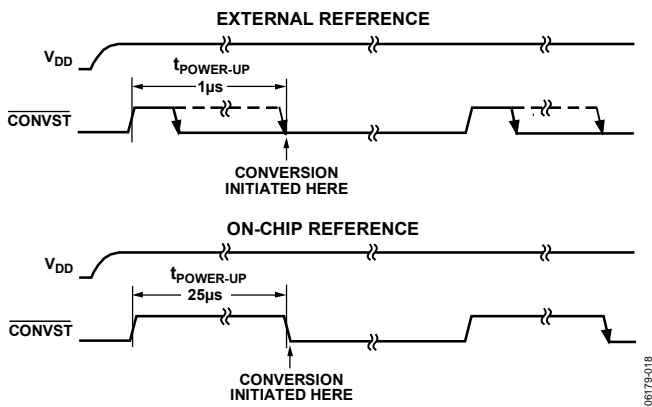 EXTERNAL REFERENCE
VDD
tPOWER-UP
1µs
CONVST
CONVERSION
INITIATED HERE
ON-CHIP REFERENCE
VDD
tPOWER-UP
25µs
CONVST
CONVERSION
INITIATED HERE
06179-018